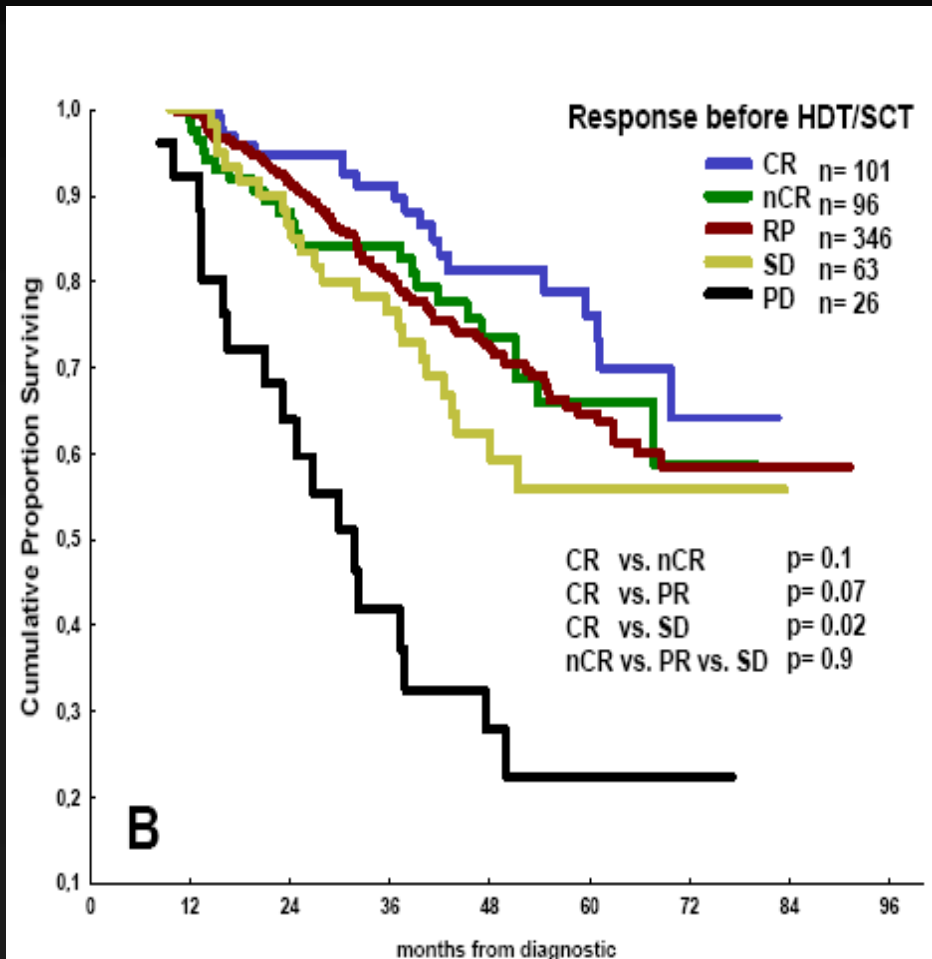 Response before HDT/SCT
CR n= 101
nCR n= 96
RP n= 346
SD n= 63
PD n= 26
Cumulative Proportion Surviving
1,0
0,9
0,8
0,7
0,6
0,5
0,4
0,3
0,2
0,1
CR vs. nCR p= 0.1
CR vs. PR p= 0.07
CR vs. SD p= 0.02
nCR vs. PR vs. SD p= 0.9
B
0 12 24 36 48 60 72 84 96
months from diagnostic